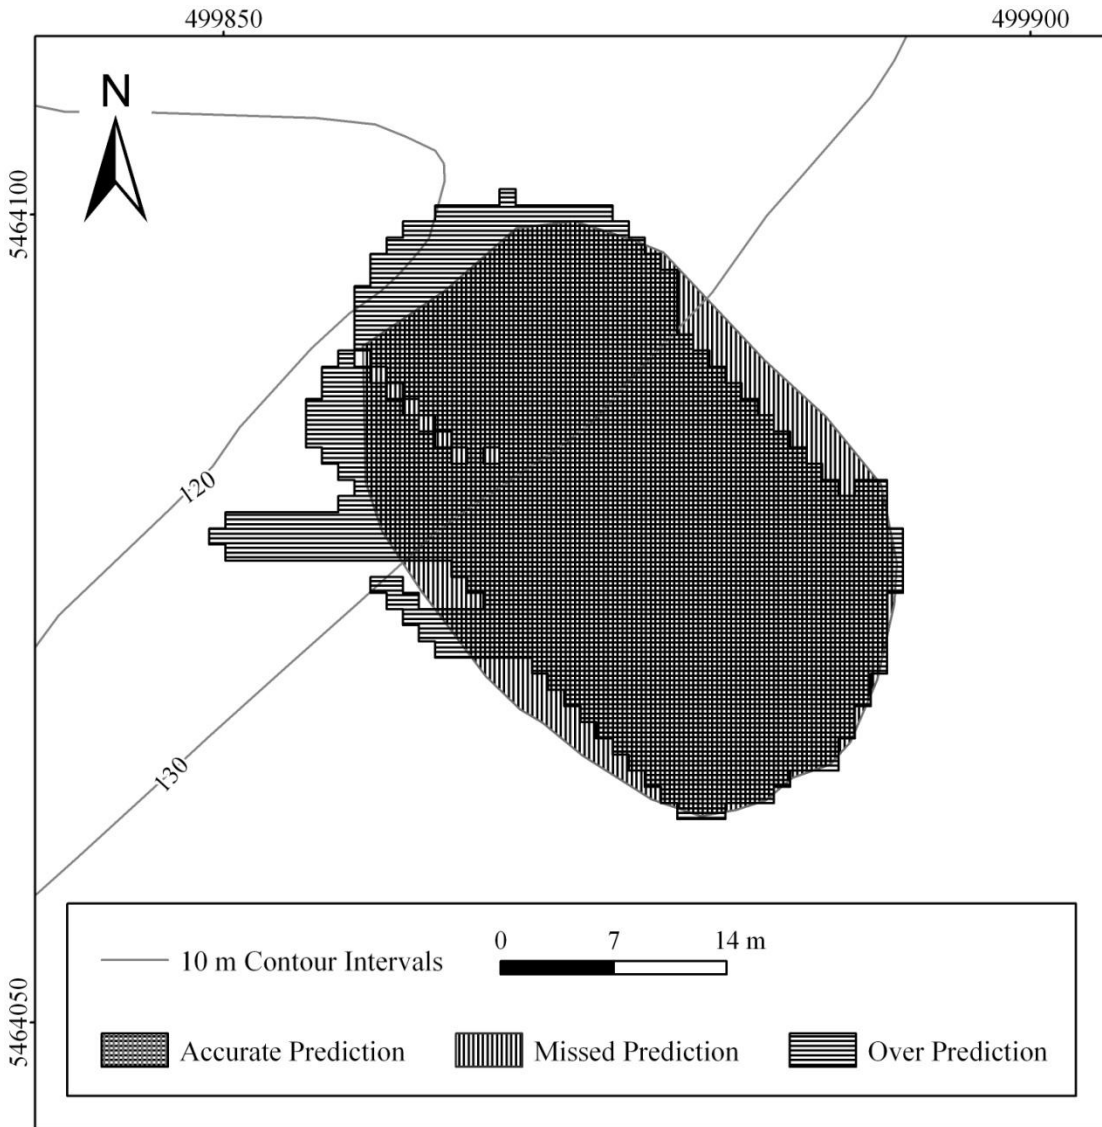 499850
499900
N
5464100
120
130
0 7 14 m
10 m Contour Intervals
5464050
Accurate Prediction
Missed Prediction
Over Prediction